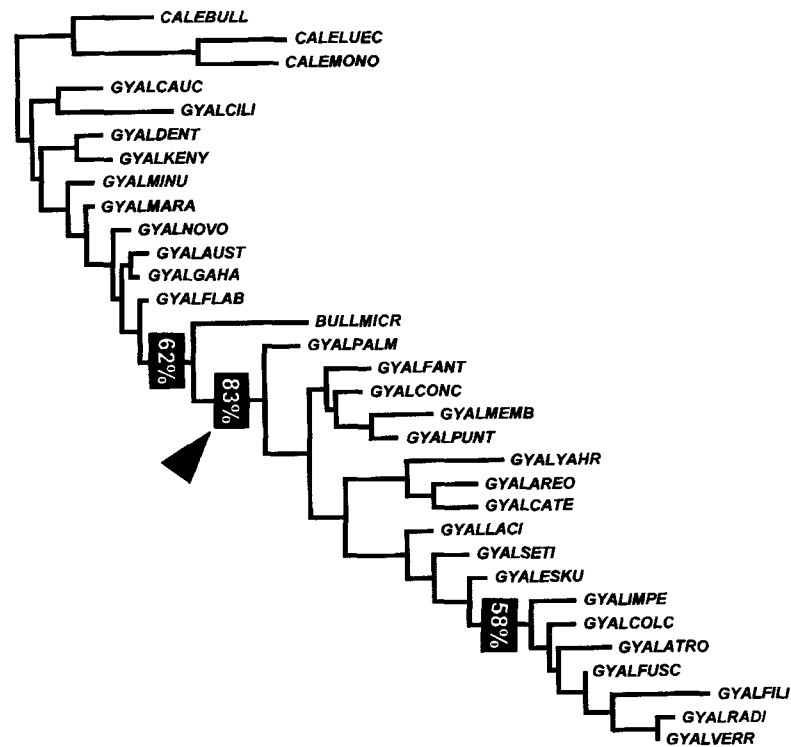 CALEBULL
CALELUEC
CALEMONO
GYALCAUC
GYALCILI
GYALDENT
GYALKENY
GYALMINU
GYALMARA
GYALNOVO
GYALAUST
GYALGAHA
GYALFLAB
BULLMICR
62%
GYALPALM
GYALFANT
83%
GYALCONC
GYALMEMB
GYALPUNT
GYALYAHR
GYALAREO
GYALCATE
GYALLACI
GYALSETI
GYALESKU
GYALIMPE
58%
GYALCOLC
GYALATRO
GYALFUSC
GYALFILI
GYALRADI
GYALVERR